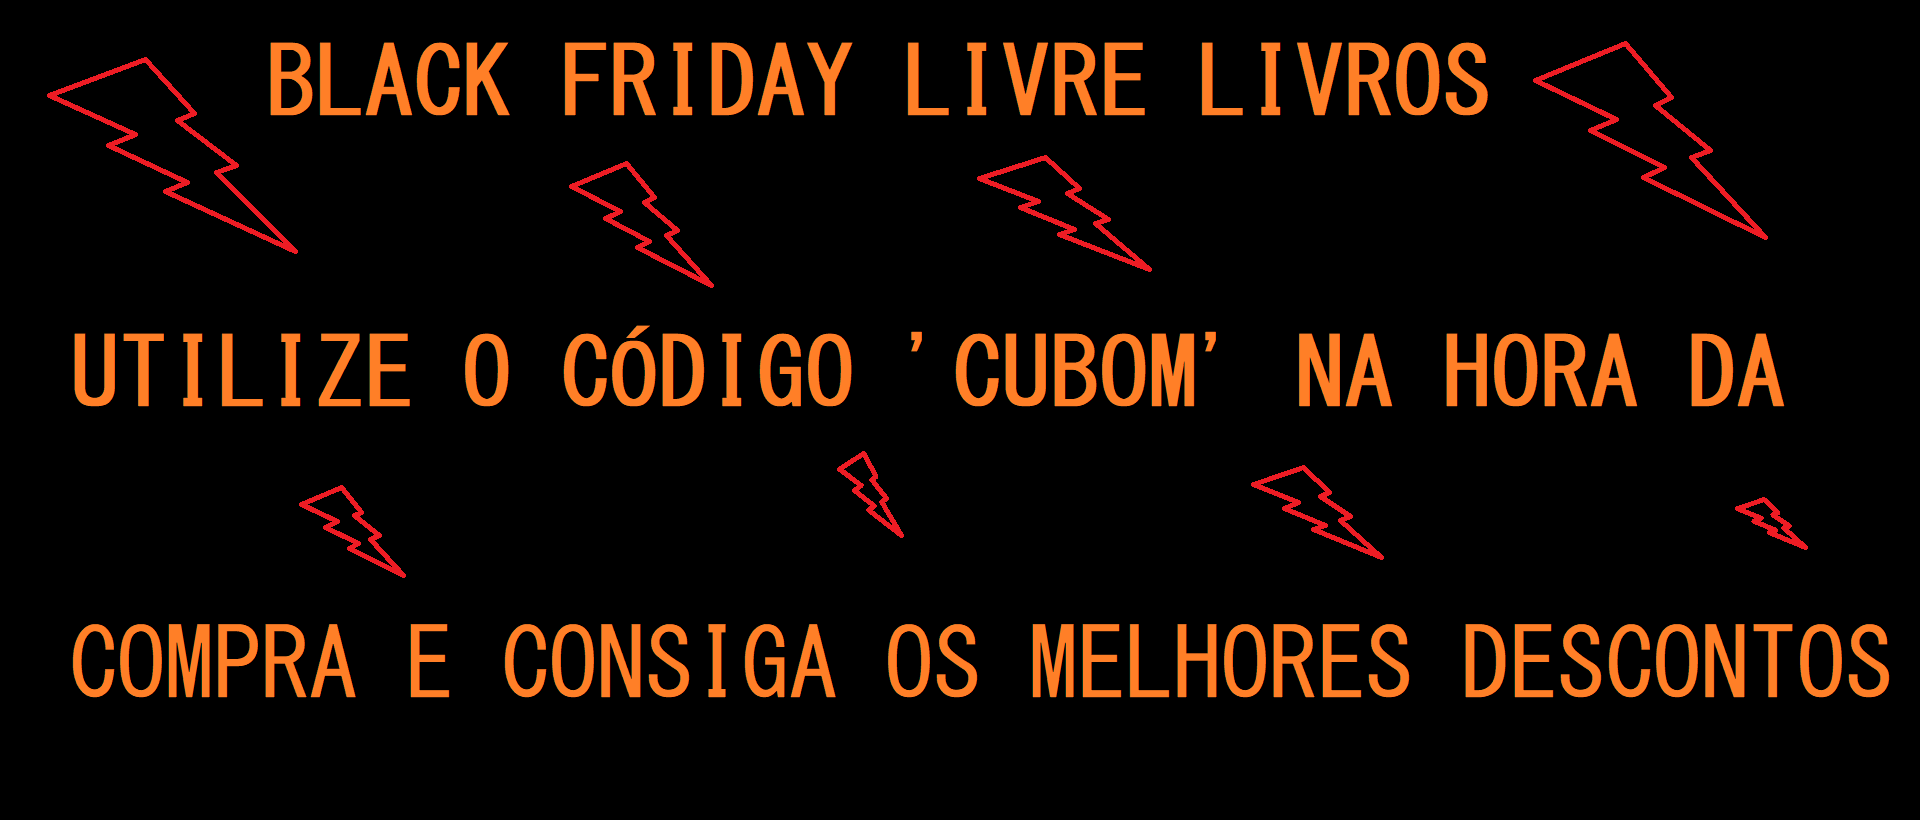 BLACK FRIDAY LIVRE LIVROS
UTILIZE O CÓDIGO 'CUBOM' NA HORA DA
COMPRA E CONSIGA OS MELHORES DESCONTOS